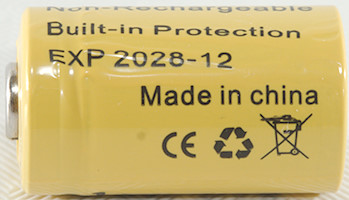 Non-Rechargeable
Built-in Protection
EXP 2028-12
Made in china
CE